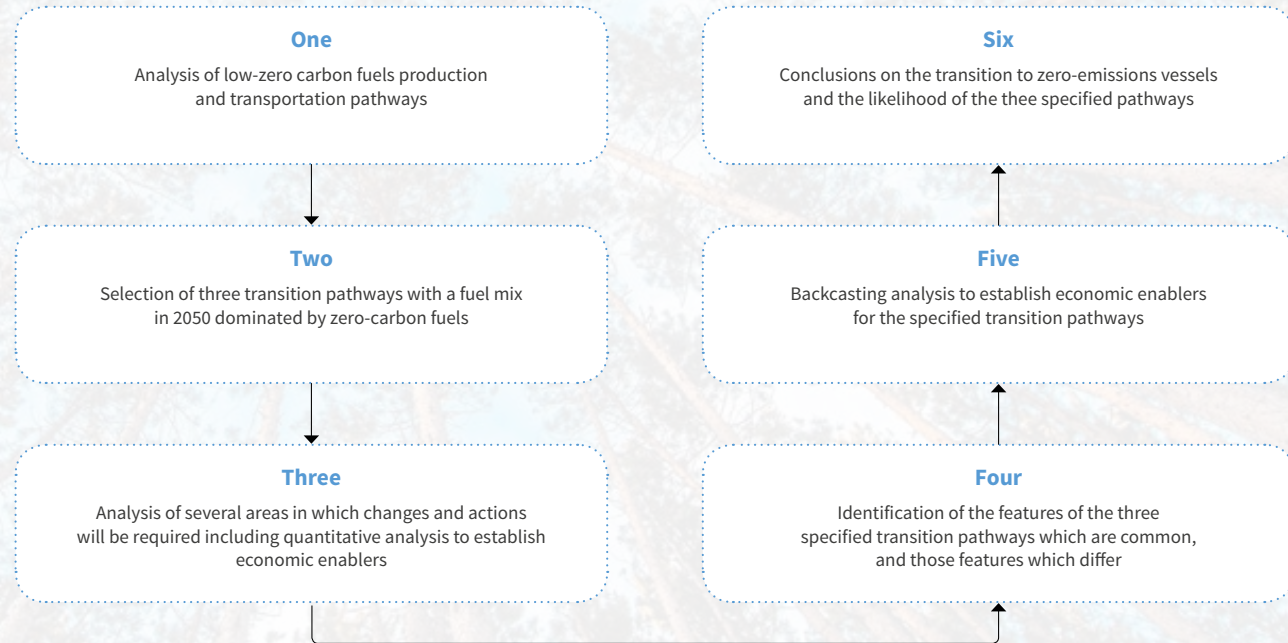 One
Analysis of low-zero carbon fuels production
and transportation pathways
Two
Selection of three transition pathways with a fuel mix
in 2050 dominated by zero-carbon fuels
Three
Analysis of several areas in which changes and actions
will be required including quantitative analysis to establish
economic enablers
Four
Identification of the features of the three
specified transition pathways which are common,
and those features which differ
Five
Backcasting analysis to establish economic enablers
for the specified transition pathways
Six
Conclusions on the transition to zero-emissions vessels
and the likelihood of the thee specified pathways